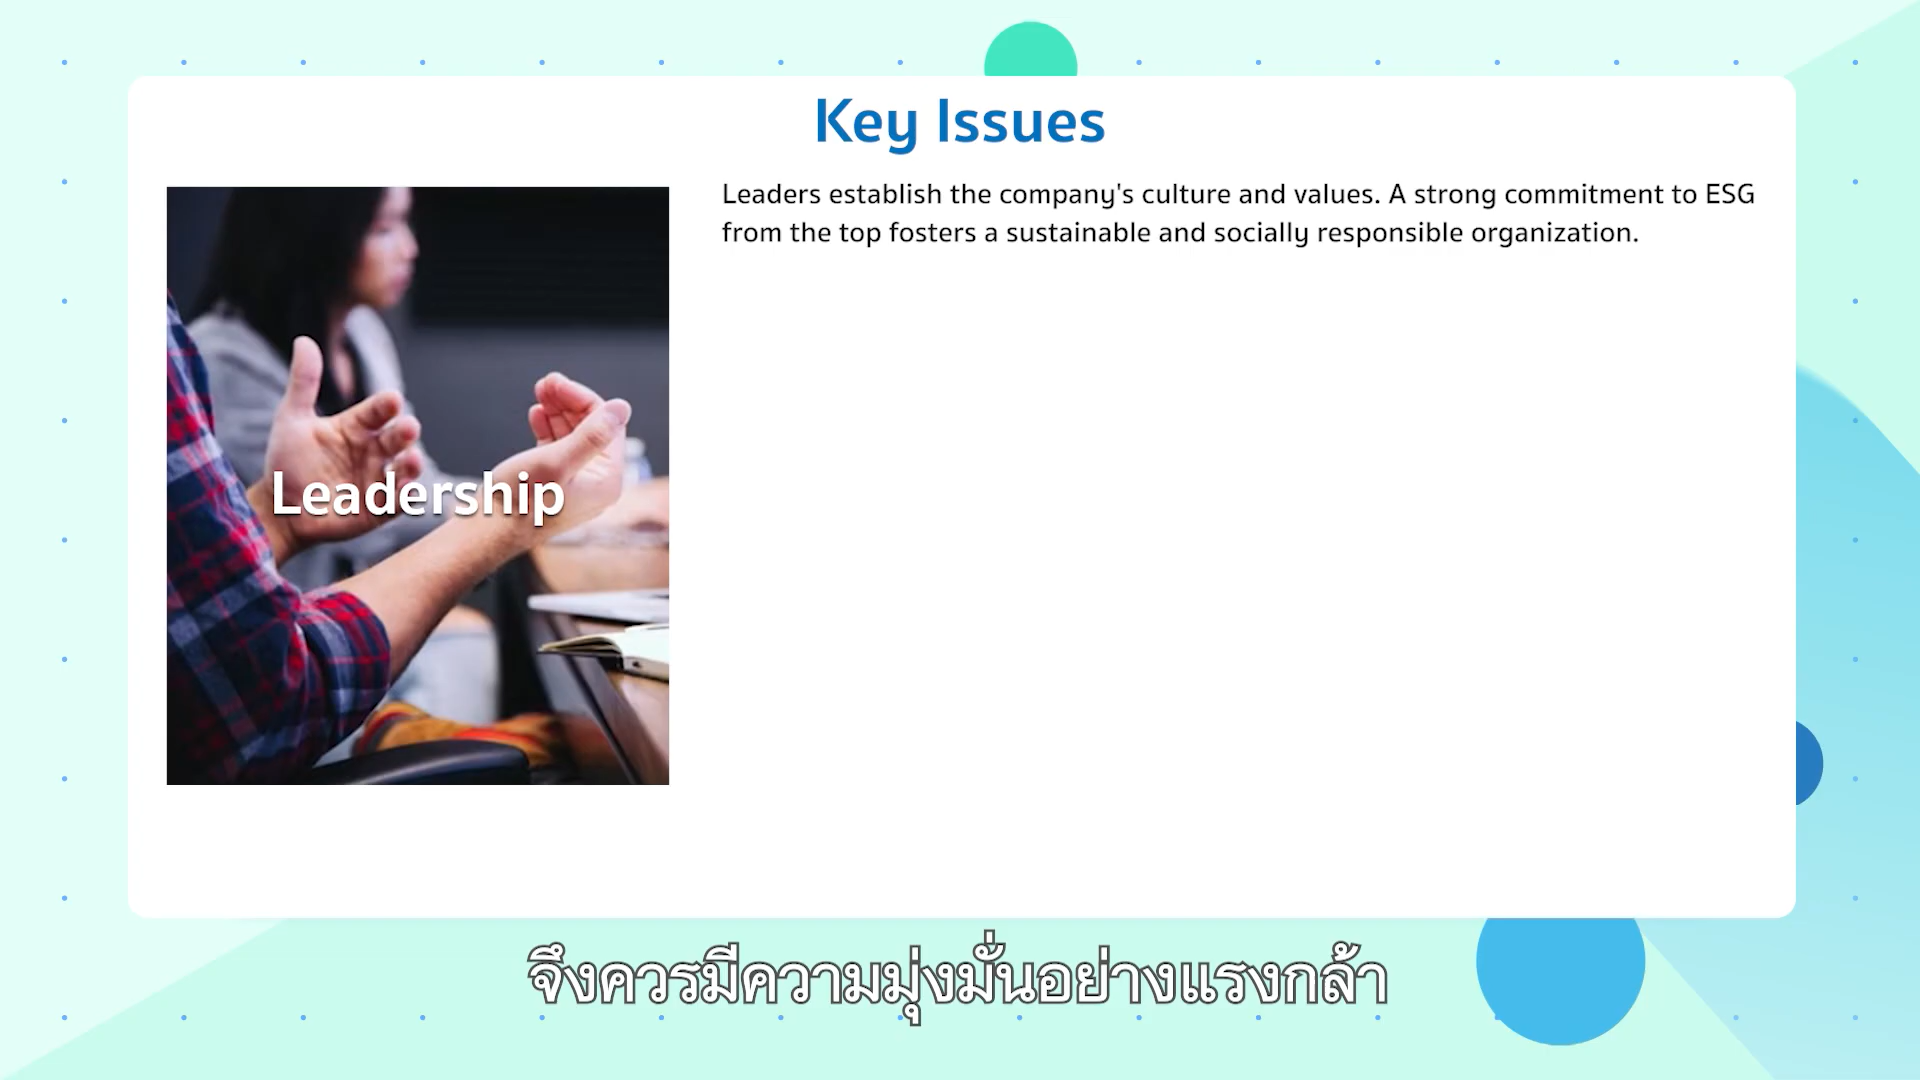 Key Issues
Leaders establish the company's culture and values. A strong commitment to ESG
from the top fosters a sustainable and socially responsible organization.
Leadership
จึงควรมีความมุ่งมั่นอย่างแรงกล้า